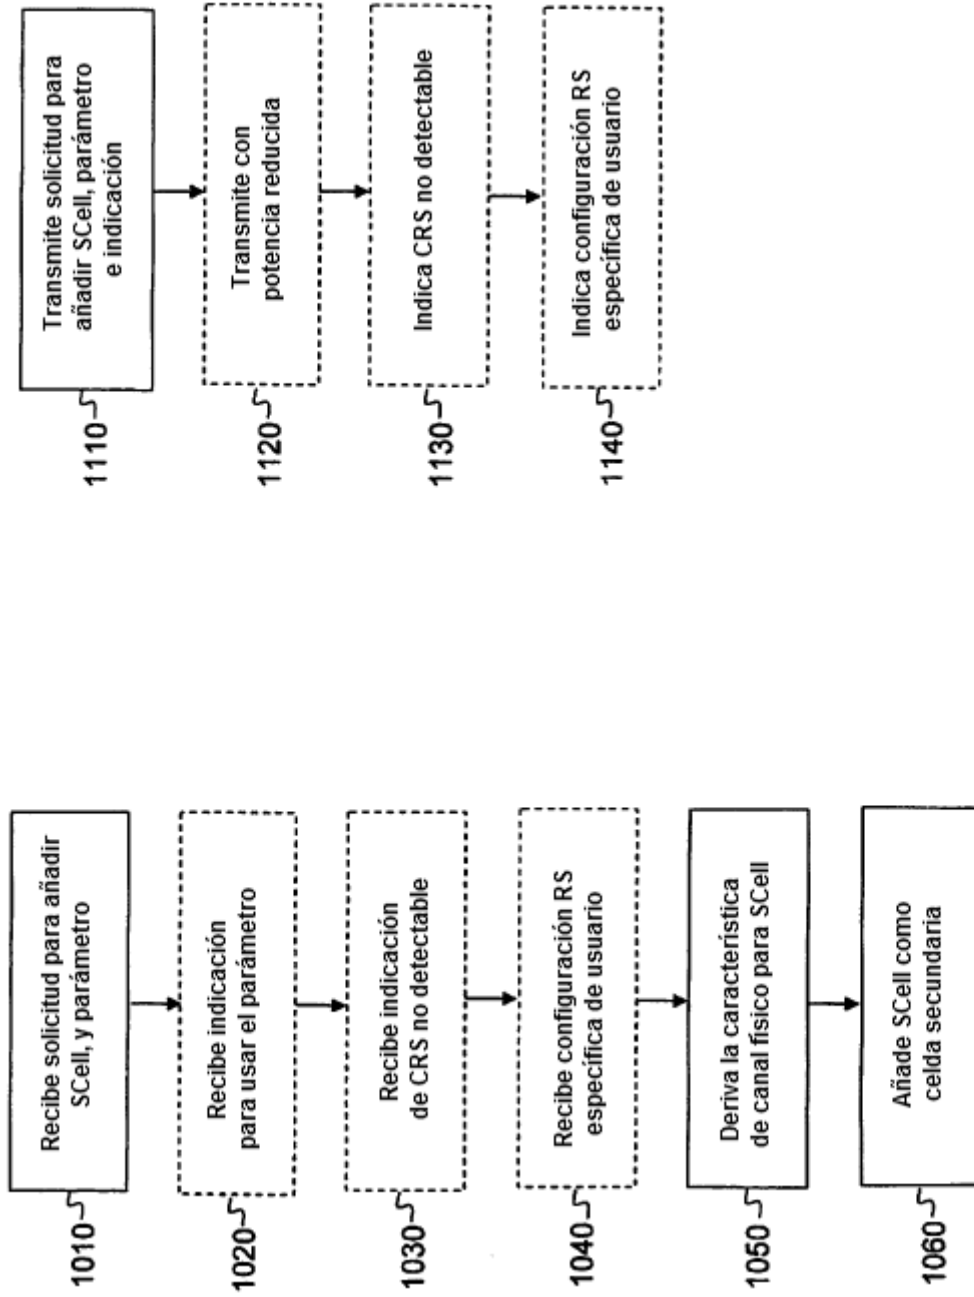 1010
Recibe solicitud para añadir
SCell, y parámetro
1020
Recibe indicación
para usar el parámetro
1030
Recibe indicación
de CRS no detectable
1040
Recibe configuración RS
específica de usuario
1050
Deriva la característica
de canal físico para SCell
1060
Añade SCell como
celda secundaria
1110
Transmite solicitud para
añadir SCell, parámetro
e indicación
1120
Transmite con
potencia reducida
1130
Indica CRS no detectable
1140
Indica configuración RS
específica de usuario